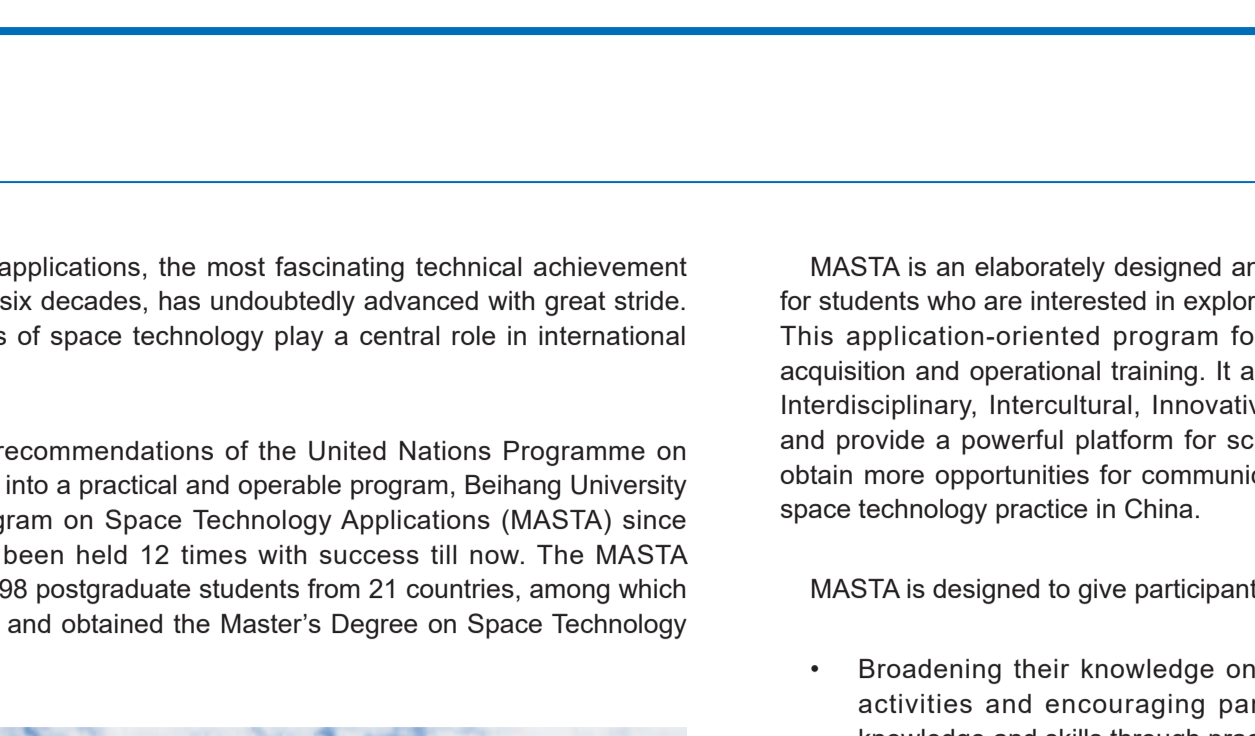 applications, the most fascinating technical achievement
six decades, has undoubtedly advanced with great stride.
of space technology play a central role in international
recommendations of the United Nations Programme on
into a practical and operable program, Beihang University
gram on Space Technology Applications (MASTA) since
been held 12 times with success till now. The MASTA
98 postgraduate students from 21 countries, among which
and obtained the Master’s Degree on Space Technology
MASTA is an elaborately designed
for students who are interested in explor
This application-oriented program fo
acquisition and operational training. It a
Interdisciplinary, Intercultural, Innovativ
and provide a powerful platform for sc
obtain more opportunities for communic
space technology practice in China.
MASTA is designed to give participant
• Broadening their knowledge on
activities and encouraging par
knowledge and skills through prac